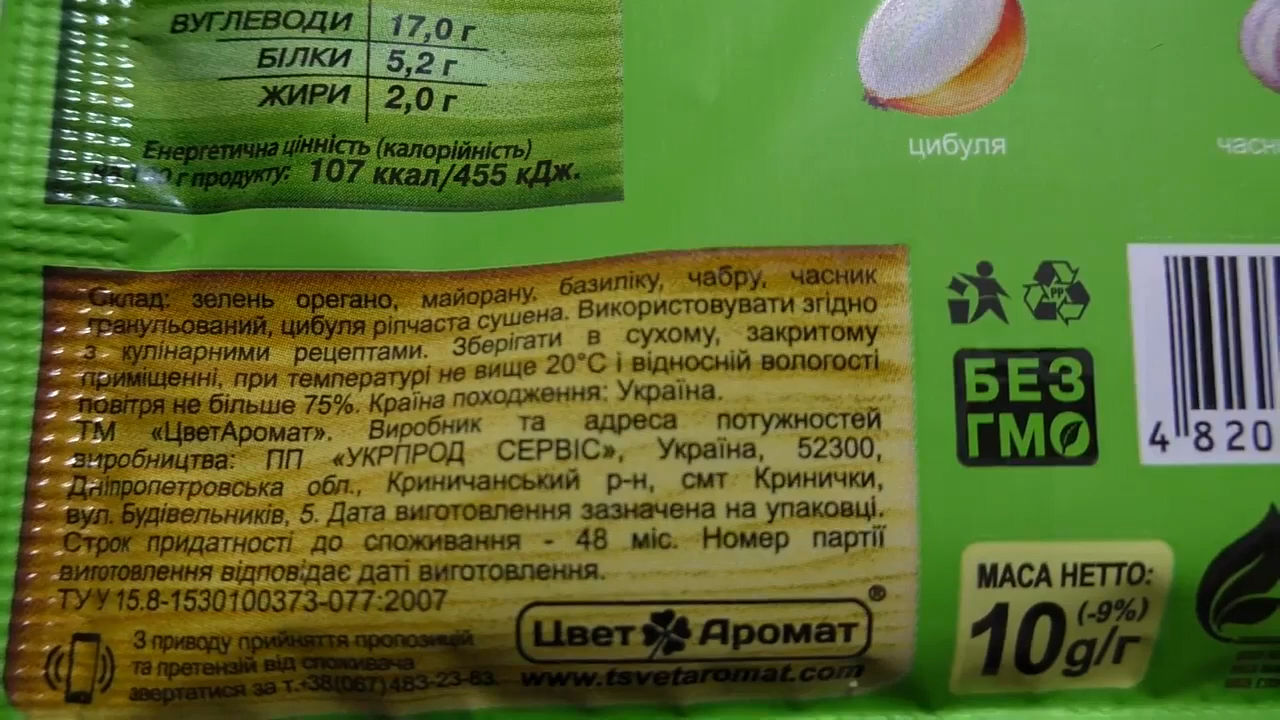 ВУГЛЕВОДИ 17,0 г
БІЛКИ 5,2 г
ЖИРИ 2,0 г
Енергетична цінність (калорійність)
на 100 г продукту: 107 ккал/455 кДж.
цибуля
Склад: зелень орегано, майорану, базиліку, чабру, часник
гранульований, цибуля ріпчаста сушена. Використовувати згідно
з кулінарними рецептами. Зберігати в сухому, закритому
приміщенні, при температурі не вище 20°С і відносній вологості
повітря не більше 75%. Країна походження: Україна.
ТМ «ЦветАромат». Виробник та адреса потужностей
виробництва: ПП «УКРПРОД СЕРВІС», Україна, 52300,
Дніпропетровська обл., Криничанський р-н, смт Кринички,
вул. Будівельників, 5. Дата виготовлення зазначена на упаковці.
Строк придатності до споживання - 48 міс. Номер партії
виготовлення відповідає даті виготовлення.
ТУ У 15.8-1530100373-077:2007
З приводу прийняття пропозицій
та претензій від споживача
звертатися за т.+38(067)483-23-83.
Цвет Аромат ®
www.tsvetaromat.com
PP
БЕЗ
ГМО
4 820
МАСА НЕТТО:
10 g/г (-9%)